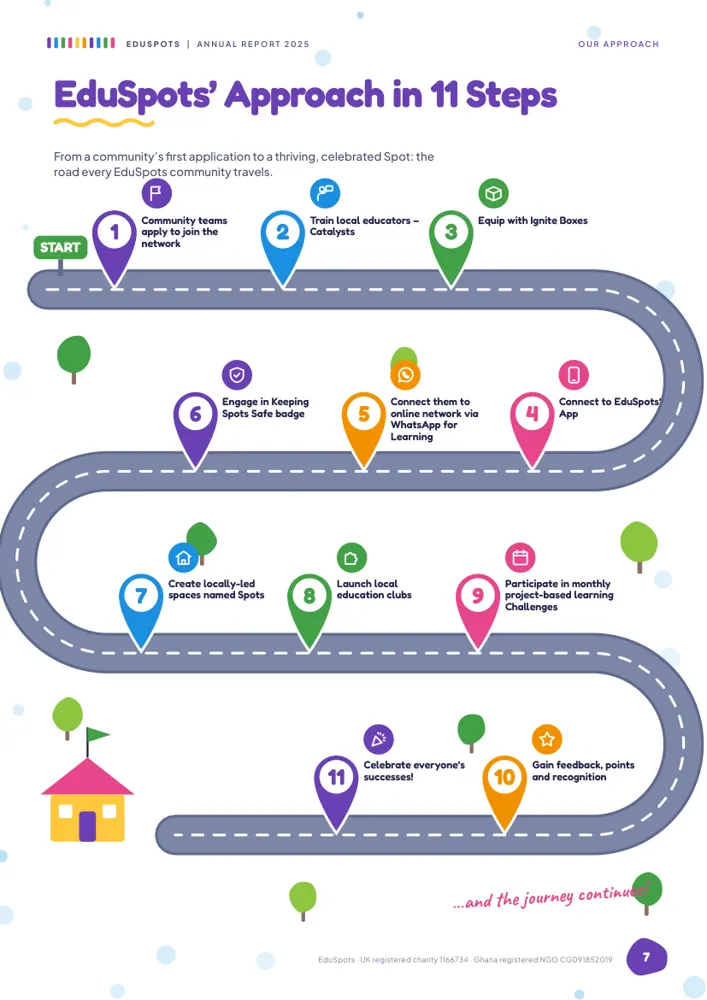 EDUSPOTS | ANNUAL REPORT 2025
OUR APPROACH
EduSpots' Approach in 11 Steps
From a community's first application to a thriving, celebrated Spot: the
road every EduSpots community travels.
START
1
Community teams
apply to join the
network
2
Train local educators –
Catalysts
3
Equip with Ignite Boxes
4
Connect to EduSpots'
App
5
Connect them to
online network via
WhatsApp for
Learning
6
Engage in Keeping
Spots Safe badge
7
Create locally-led
spaces named Spots
8
Launch local
education clubs
9
Participate in monthly
project-based learning
Challenges
10
Gain feedback, points
and recognition
11
Celebrate everyone's
successes!
...and the journey continues!
EduSpots · UK registered charity 1166734 · Ghana registered NGO CG091852019
7